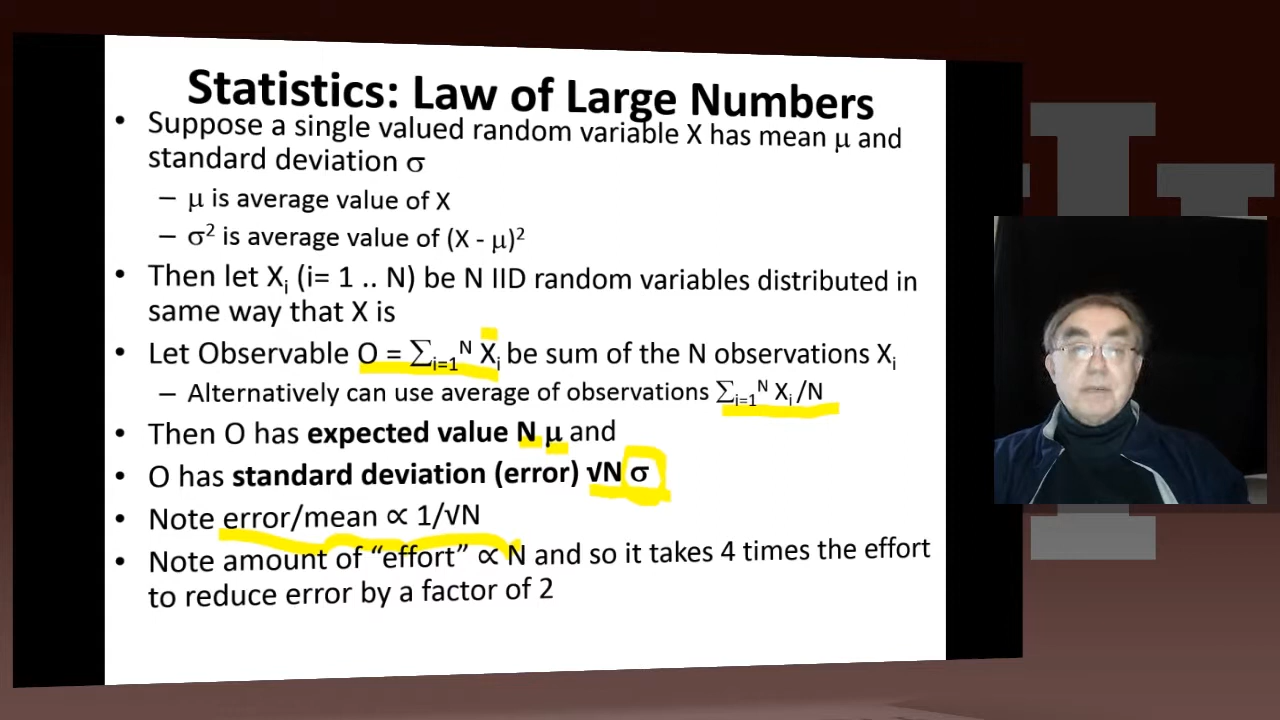 Statistics: Law of Large Numbers
• Suppose a single valued random variable X has mean μ and
standard deviation σ
– μ is average value of X
– σ² is average value of (X - μ)²
• Then let Xᵢ (i= 1 .. N) be N IID random variables distributed in
same way that X is
• Let Observable O = ∑ᵢ₌₁ᴺ Xᵢ be sum of the N observations Xᵢ
– Alternatively can use average of observations ∑ᵢ₌₁ᴺ Xᵢ /N
• Then O has expected value N μ and
• O has standard deviation (error) √N σ
• Note error/mean ∝ 1/√N
• Note amount of “effort” ∝ N and so it takes 4 times the effort
to reduce error by a factor of 2